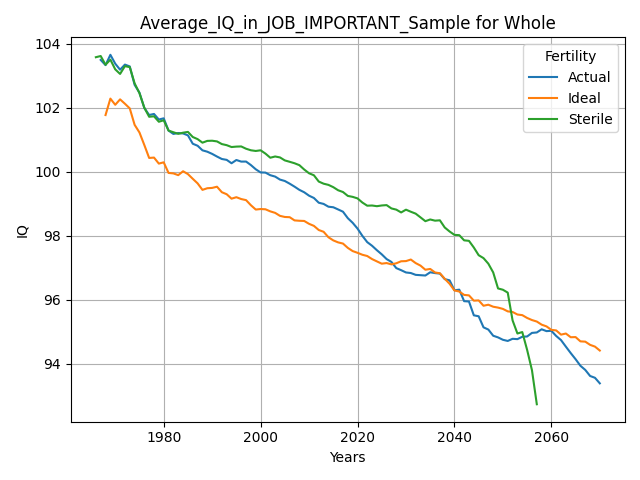 Average_IQ_in_JOB_IMPORTANT_Sample for Whole
Fertility
Actual
Ideal
Sterile
IQ
104
102
100
98
96
94
1980
2000
2020
2040
2060
Years